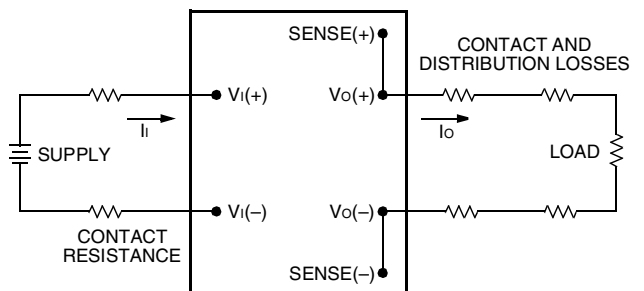 SENSE(+)
CONTACT AND
DISTRIBUTION LOSSES
VI(+)
VO(+)
II
IO
SUPPLY
LOAD
VI(–)
VO(–)
CONTACT
RESISTANCE
SENSE(–)